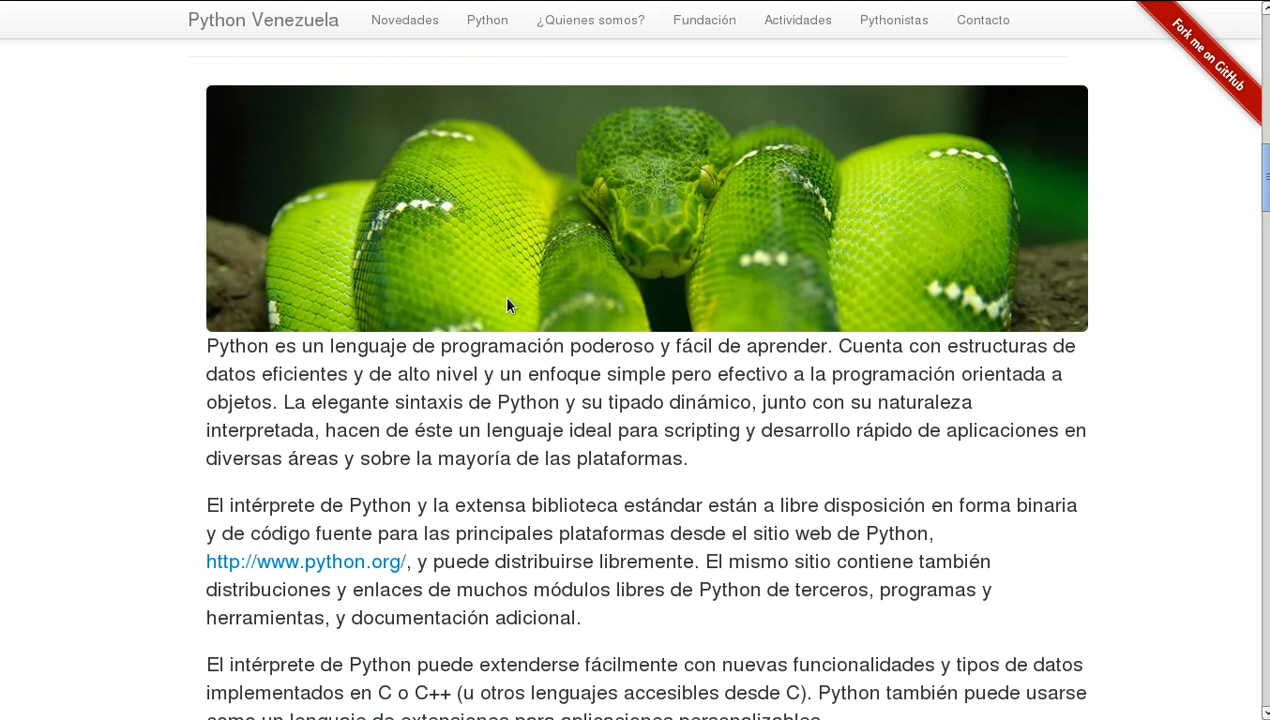 Python Venezuela Novedades Python ¿Quienes somos? Fundación Actividades Pythonistas Contacto
Fork me on GitHub
Python es un lenguaje de programación poderoso y fácil de aprender. Cuenta con estructuras de
datos eficientes y de alto nivel y un enfoque simple pero efectivo a la programación orientada a
objetos. La elegante sintaxis de Python y su tipado dinámico, junto con su naturaleza
interpretada, hacen de éste un lenguaje ideal para scripting y desarrollo rápido de aplicaciones en
diversas áreas y sobre la mayoría de las plataformas.
El intérprete de Python y la extensa biblioteca estándar están a libre disposición en forma binaria
y de código fuente para las principales plataformas desde el sitio web de Python,
http://www.python.org/, y puede distribuirse libremente. El mismo sitio contiene también
distribuciones y enlaces de muchos módulos libres de Python de terceros, programas y
herramientas, y documentación adicional.
El intérprete de Python puede extenderse fácilmente con nuevas funcionalidades y tipos de datos
implementados en C o C++ (u otros lenguajes accesibles desde C). Python también puede usarse
como un lenguaje de extensiones para aplicaciones personalizables.